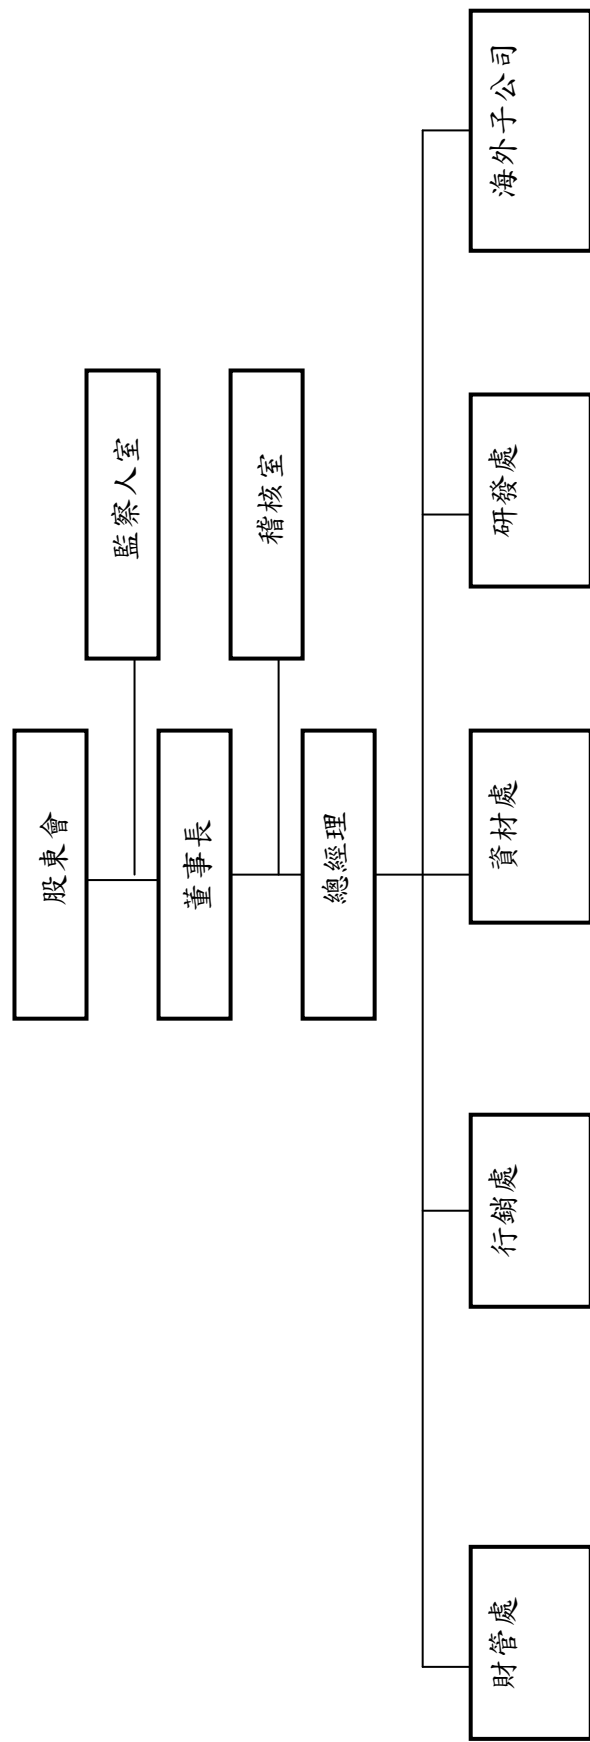 股東會
監察人室
董事長
稽核室
總經理
財管處
行銷處
資材處
研發處
海外子公司